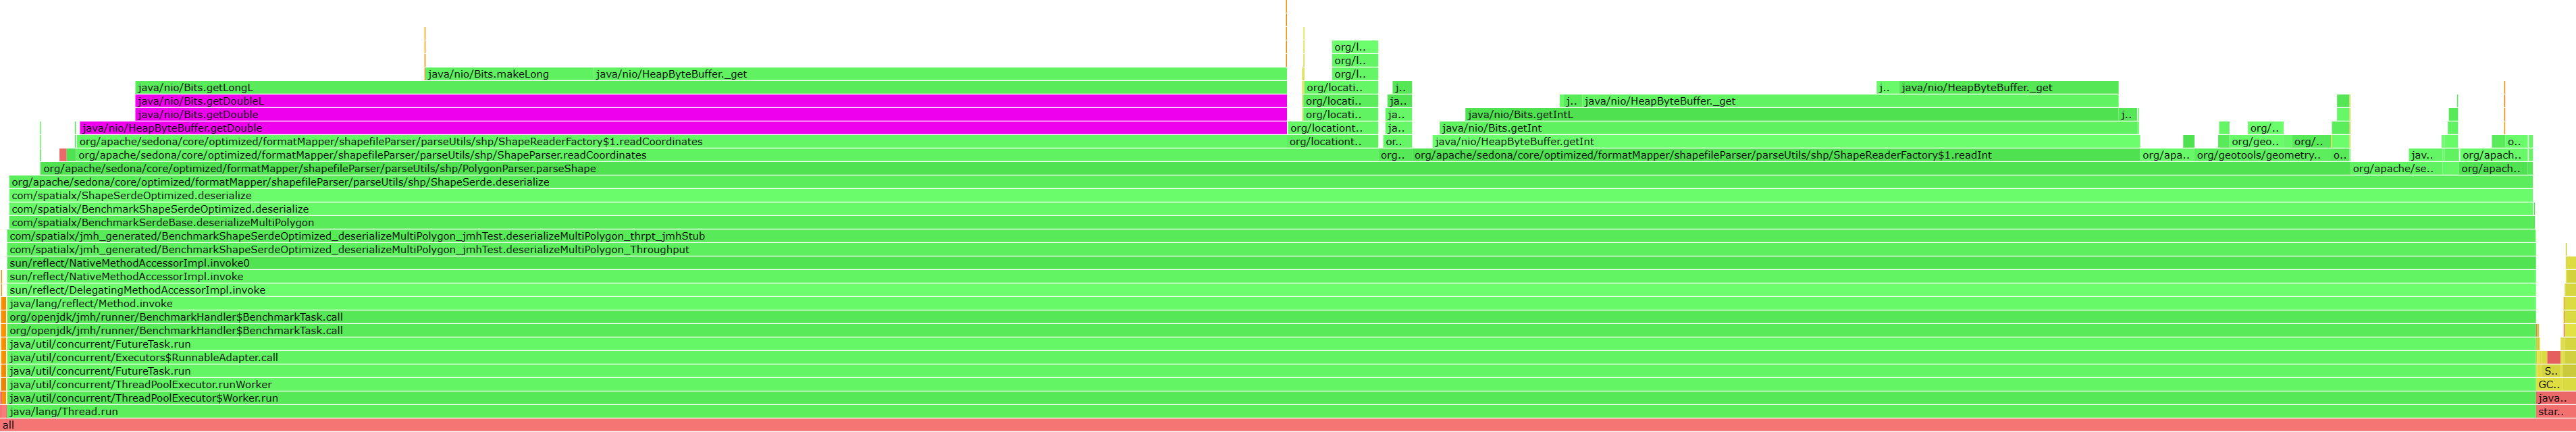 org/l..
org/l..
java/nio/Bits.makeLong java/nio/HeapByteBuffer._get org/l..
java/nio/Bits.getLongL org/locati.. j.. j.. java/nio/HeapByteBuffer._get
java/nio/Bits.getDoubleL org/locati.. ja.. j.. java/nio/HeapByteBuffer._get
java/nio/Bits.getDouble org/locati.. ja.. java/nio/Bits.getIntL j..
java/nio/HeapByteBuffer.getDouble org/locationt.. ja.. java/nio/Bits.getInt org/..
org/apache/sedona/core/optimized/formatMapper/shapefileParser/parseUtils/shp/ShapeReaderFactory$1.readCoordinates org/locationt.. or.. java/nio/HeapByteBuffer.getInt org/geo.. org/.. o..
org/apache/sedona/core/optimized/formatMapper/shapefileParser/parseUtils/shp/ShapeParser.readCoordinates org.. org/apache/sedona/core/optimized/formatMapper/shapefileParser/parseUtils/shp/ShapeReaderFactory$1.readInt org/apa.. org/geotools/geometry.. o.. jav.. org/apach..
org/apache/sedona/core/optimized/formatMapper/shapefileParser/parseUtils/shp/PolygonParser.parseShape org/apache/se.. org/apach..
org/apache/sedona/core/optimized/formatMapper/shapefileParser/parseUtils/shp/ShapeSerde.deserialize
com/spatialx/ShapeSerdeOptimized.deserialize
com/spatialx/BenchmarkShapeSerdeOptimized.deserialize
com/spatialx/BenchmarkSerdeBase.deserializeMultiPolygon
com/spatialx/jmh_generated/BenchmarkShapeSerdeOptimized_deserializeMultiPolygon_jmhTest.deserializeMultiPolygon_thrpt_jmhStub
com/spatialx/jmh_generated/BenchmarkShapeSerdeOptimized_deserializeMultiPolygon_jmhTest.deserializeMultiPolygon_Throughput
sun/reflect/NativeMethodAccessorImpl.invoke0
sun/reflect/NativeMethodAccessorImpl.invoke
sun/reflect/DelegatingMethodAccessorImpl.invoke
java/lang/reflect/Method.invoke
org/openjdk/jmh/runner/BenchmarkHandler$BenchmarkTask.call
org/openjdk/jmh/runner/BenchmarkHandler$BenchmarkTask.call
java/util/concurrent/FutureTask.run
java/util/concurrent/Executors$RunnableAdapter.call
java/util/concurrent/FutureTask.run S..
java/util/concurrent/ThreadPoolExecutor.runWorker GC..
java/util/concurrent/ThreadPoolExecutor$Worker.run java..
java/lang/Thread.run star..
all